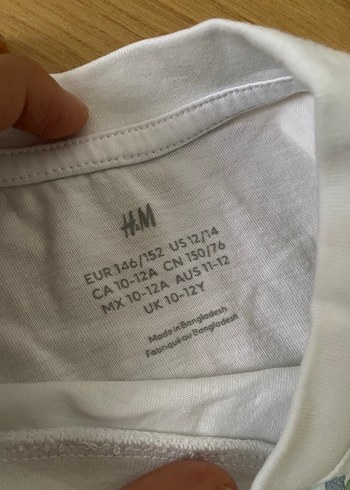 H&M
EUR 146/152 US 12/14
CA 10-12A CN 150/76
MX 10-12A AUS 11-12
UK 10-12Y
Made in Bangladesh
Fabriqué au Bangladesh